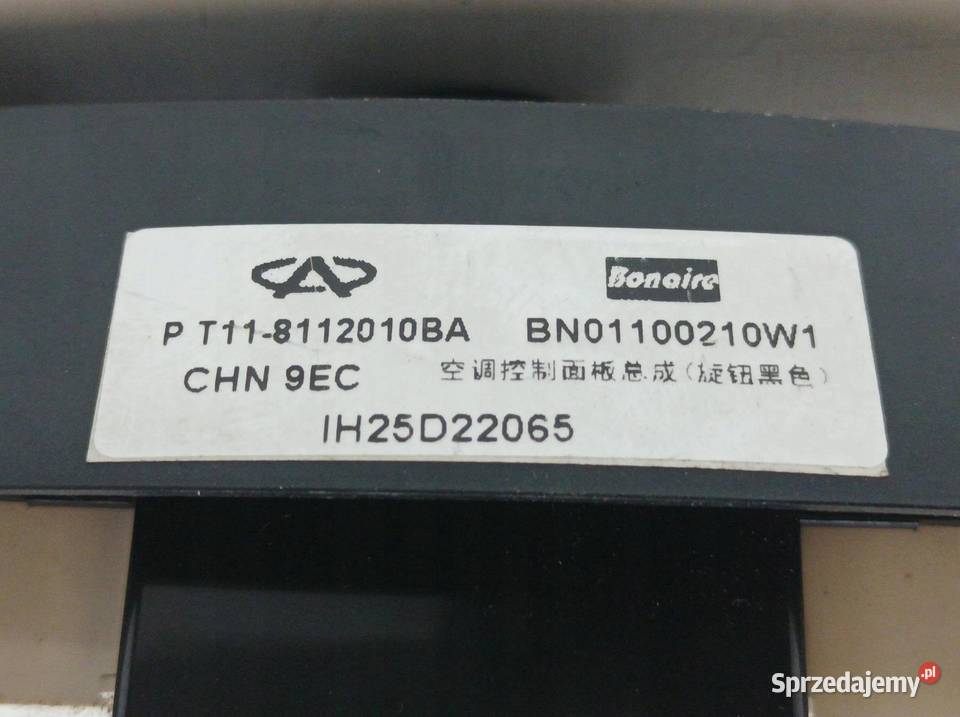 Bonaire
P T11-8112010BA BN01100210W1
CHN 9EC 空调控制面板总成(旋钮黑色)
IH25D22065
Sprzedajemy.pl